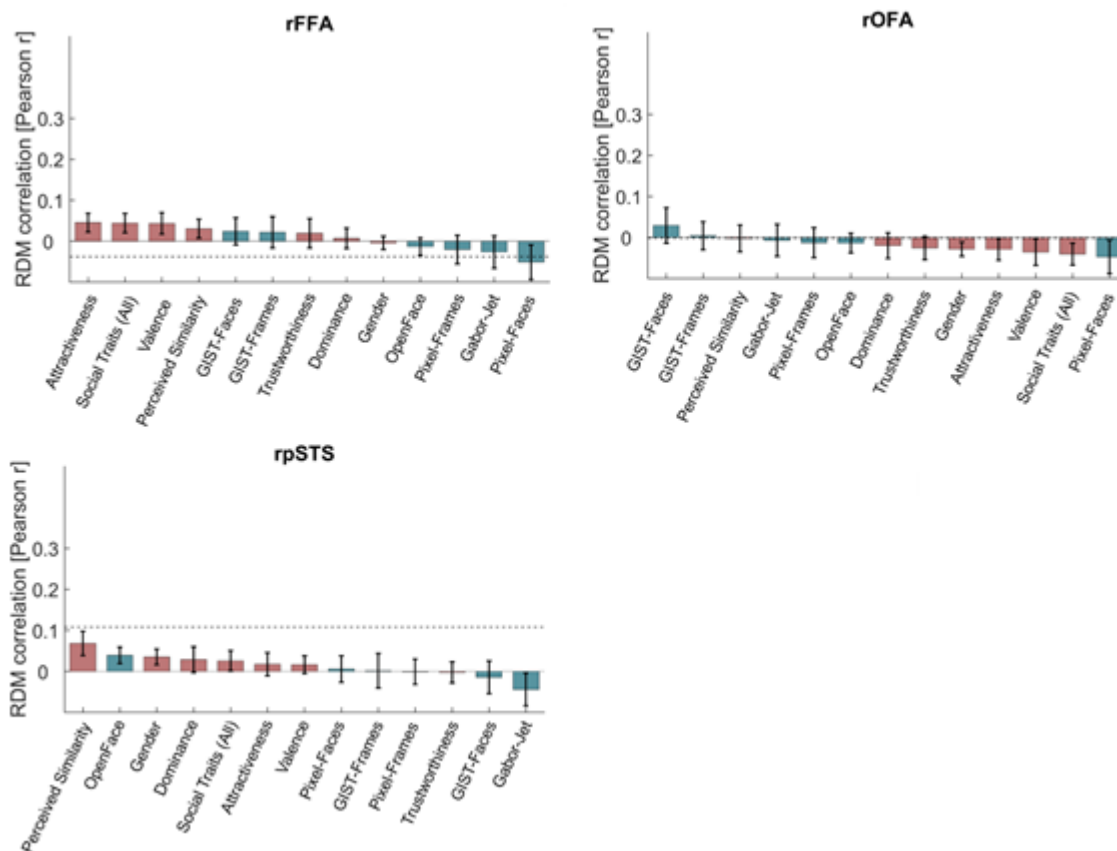 rFFA
RDM correlation [Pearson r]
0.3
0.2
0.1
0
Attractiveness
Social Traits (All)
Valence
Perceived Similarity
GIST-Faces
GIST-Frames
Trustworthiness
Dominance
Gender
OpenFace
Pixel-Frames
Gabor-Jet
Pixel-Faces
rOFA
RDM correlation [Pearson r]
0.3
0.2
0.1
0
GIST-Faces
GIST-Frames
Perceived Similarity
Gabor-Jet
Pixel-Frames
OpenFace
Dominance
Trustworthiness
Gender
Attractiveness
Valence
Social Traits (All)
Pixel-Faces
rpSTS
RDM correlation [Pearson r]
0.3
0.2
0.1
0
Perceived Similarity
OpenFace
Gender
Dominance
Social Traits (All)
Attractiveness
Valence
Pixel-Faces
GIST-Frames
Pixel-Frames
Trustworthiness
GIST-Faces
Gabor-Jet